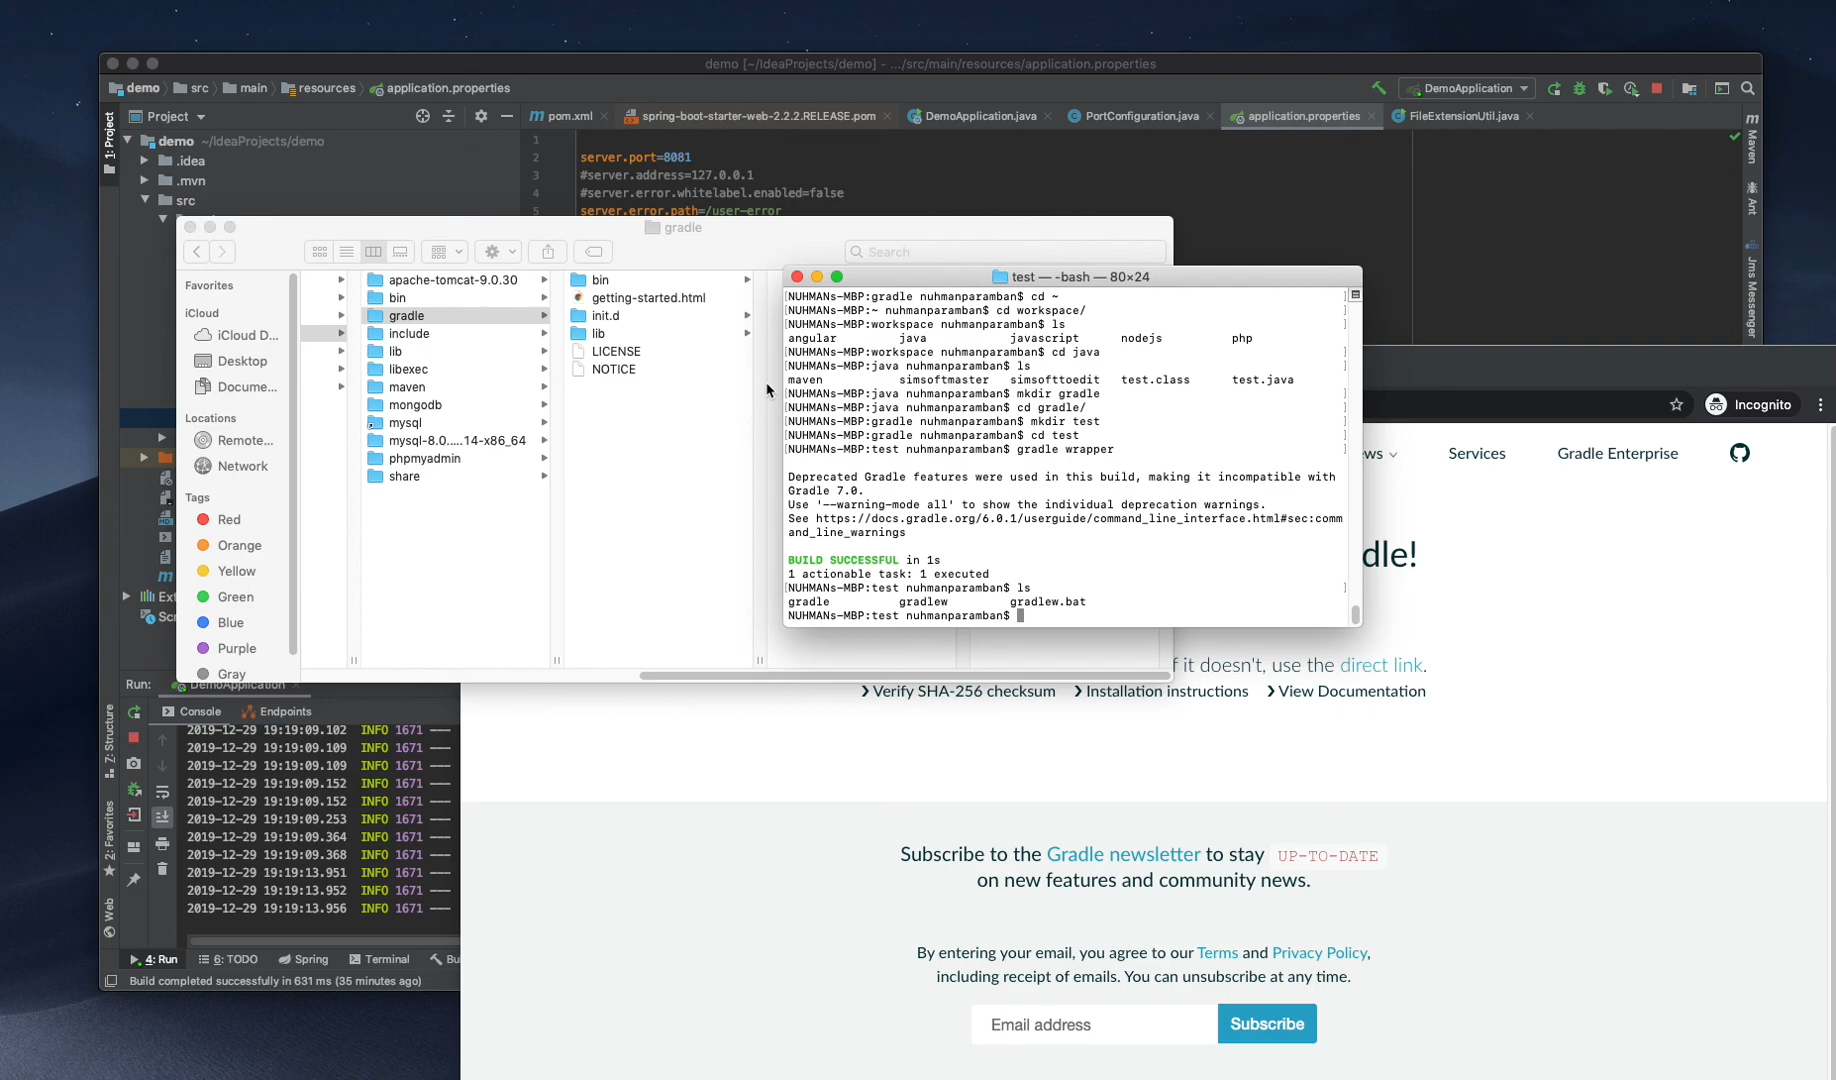 demo [~/IdeaProjects/demo] - .../src/main/resources/application.properties
demo src main resources application.properties
DemoApplication
Project
pom.xml spring-boot-starter-web-2.2.2.RELEASE.pom DemoApplication.java PortConfiguration.java application.properties FileExtensionUtil.java
1: Project
demo ~/IdeaProjects/demo
.idea
.mvn
src
1
2 server.port=8081
3 #server.address=127.0.0.1
4 #server.error.whitelabel.enabled=false
5 server.error.path=/user-error
Maven
Ant
Jms Messenger
gradle
Search
Favorites
iCloud
iCloud D...
Desktop
Docume...
Locations
Remote...
Network
Tags
Red
Orange
Yellow
Green
Blue
Purple
Gray
apache-tomcat-9.0.30
bin
gradle
include
lib
libexec
maven
mongodb
mysql
mysql-8.0.....14-x86_64
phpmyadmin
share
bin
getting-started.html
init.d
lib
LICENSE
NOTICE
test — -bash — 80×24
[NUHMANs-MBP:gradle nuhmanparamban$ cd ~ ]
[NUHMANs-MBP:~ nuhmanparamban$ cd workspace/ ]
[NUHMANs-MBP:workspace nuhmanparamban$ ls ]
angular java javascript nodejs php
[NUHMANs-MBP:workspace nuhmanparamban$ cd java ]
[NUHMANs-MBP:java nuhmanparamban$ ls ]
maven simsoftmaster simsofttoedit test.class test.java
[NUHMANs-MBP:java nuhmanparamban$ mkdir gradle ]
[NUHMANs-MBP:java nuhmanparamban$ cd gradle/ ]
[NUHMANs-MBP:gradle nuhmanparamban$ mkdir test ]
[NUHMANs-MBP:gradle nuhmanparamban$ cd test ]
[NUHMANs-MBP:test nuhmanparamban$ gradle wrapper ]
Deprecated Gradle features were used in this build, making it incompatible with
Gradle 7.0.
Use '--warning-mode all' to show the individual deprecation warnings.
See https://docs.gradle.org/6.0.1/userguide/command_line_interface.html#sec:comm
and_line_warnings
BUILD SUCCESSFUL in 1s
1 actionable task: 1 executed
[NUHMANs-MBP:test nuhmanparamban$ ls ]
gradle gradlew gradlew.bat
NUHMANs-MBP:test nuhmanparamban$
Incognito
ews Services Gradle Enterprise
dle!
f it doesn't, use the direct link.
Verify SHA-256 checksum Installation instructions View Documentation
Subscribe to the Gradle newsletter to stay UP-TO-DATE
on new features and community news.
By entering your email, you agree to our Terms and Privacy Policy,
including receipt of emails. You can unsubscribe at any time.
Email address Subscribe
Ext
Scr
Run: DemoApplication
Console Endpoints
2019-12-29 19:19:09.102 INFO 1671 ---
2019-12-29 19:19:09.109 INFO 1671 ---
2019-12-29 19:19:09.109 INFO 1671 ---
2019-12-29 19:19:09.152 INFO 1671 ---
2019-12-29 19:19:09.152 INFO 1671 ---
2019-12-29 19:19:09.253 INFO 1671 ---
2019-12-29 19:19:09.364 INFO 1671 ---
2019-12-29 19:19:09.368 INFO 1671 ---
2019-12-29 19:19:13.951 INFO 1671 ---
2019-12-29 19:19:13.952 INFO 1671 ---
2019-12-29 19:19:13.956 INFO 1671 ---
Z: Structure
2: Favorites
Web
4: Run 6: TODO Spring Terminal Bu
Build completed successfully in 631 ms (35 minutes ago)